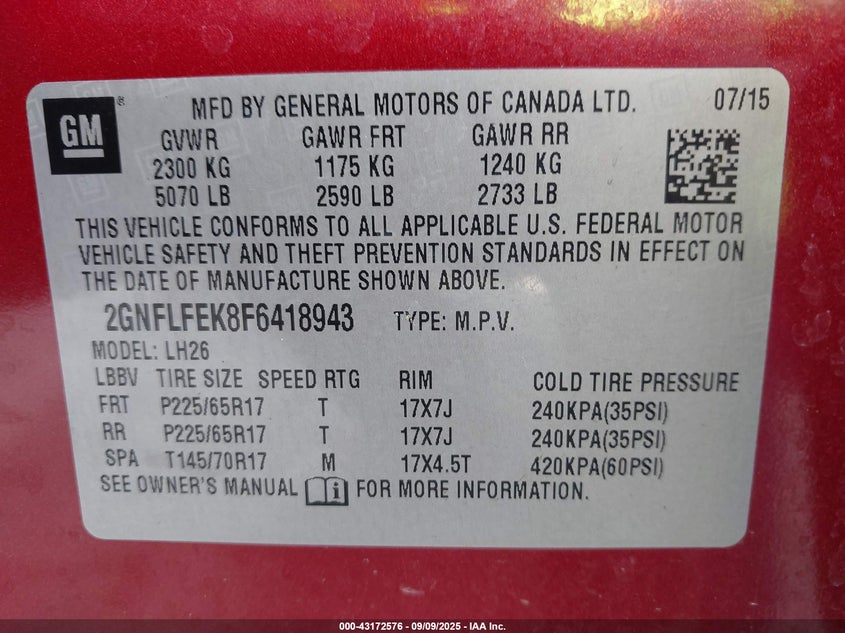 GM ®
MFD BY GENERAL MOTORS OF CANADA LTD. 07/15
GVWR GAWR FRT GAWR RR
2300 KG 1175 KG 1240 KG
5070 LB 2590 LB 2733 LB
THIS VEHICLE CONFORMS TO ALL APPLICABLE U.S. FEDERAL MOTOR
VEHICLE SAFETY AND THEFT PREVENTION STANDARDS IN EFFECT ON
THE DATE OF MANUFACTURE SHOWN ABOVE.
2GNFLFEK8F6418943 TYPE: M.P.V.
MODEL: LH26
LBBV TIRE SIZE SPEED RTG RIM COLD TIRE PRESSURE
FRT P225/65R17 T 17X7J 240KPA(35PSI)
RR P225/65R17 T 17X7J 240KPA(35PSI)
SPA T145/70R17 M 17X4.5T 420KPA(60PSI)
SEE OWNER'S MANUAL i FOR MORE INFORMATION.
000-43172576 - 09/09/2025 - IAA Inc.